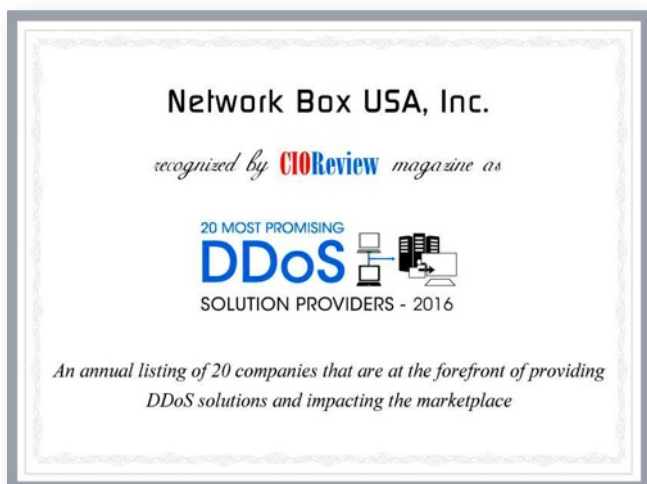 Network Box USA, Inc.
recognized by CIOReview magazine as
20 MOST PROMISING
DDoS
SOLUTION PROVIDERS - 2016
An annual listing of 20 companies that are at the forefront of providing
DDoS solutions and impacting the marketplace